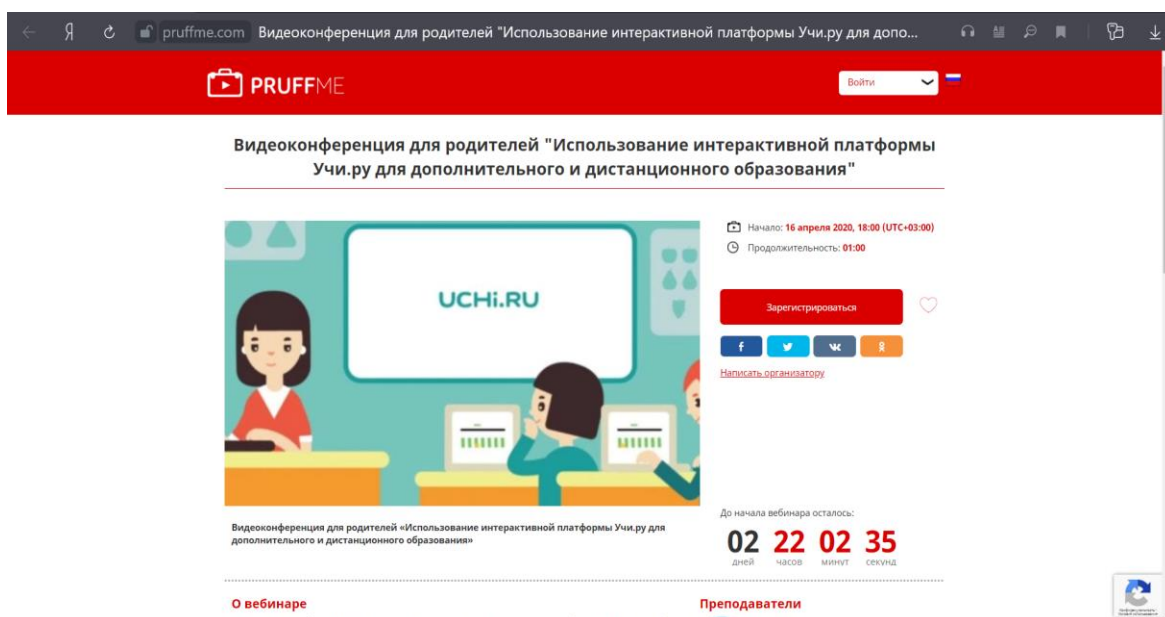 pruffme.com Видеоконференция для родителей "Использование интерактивной платформы Учи.ру для допо...
PRUFFME
Войти
Видеоконференция для родителей "Использование интерактивной платформы
Учи.ру для дополнительного и дистанционного образования"
UCHi.RU
Начало: 16 апреля 2020, 18:00 (UTC+03:00)
Продолжительность: 01:00
Зарегистрироваться
Написать организатору
До начала вебинара осталось:
02 22 02 35
дней часов минут секунд
Видеоконференция для родителей «Использование интерактивной платформы Учи.ру для
дополнительного и дистанционного образования»
О вебинаре
Преподаватели